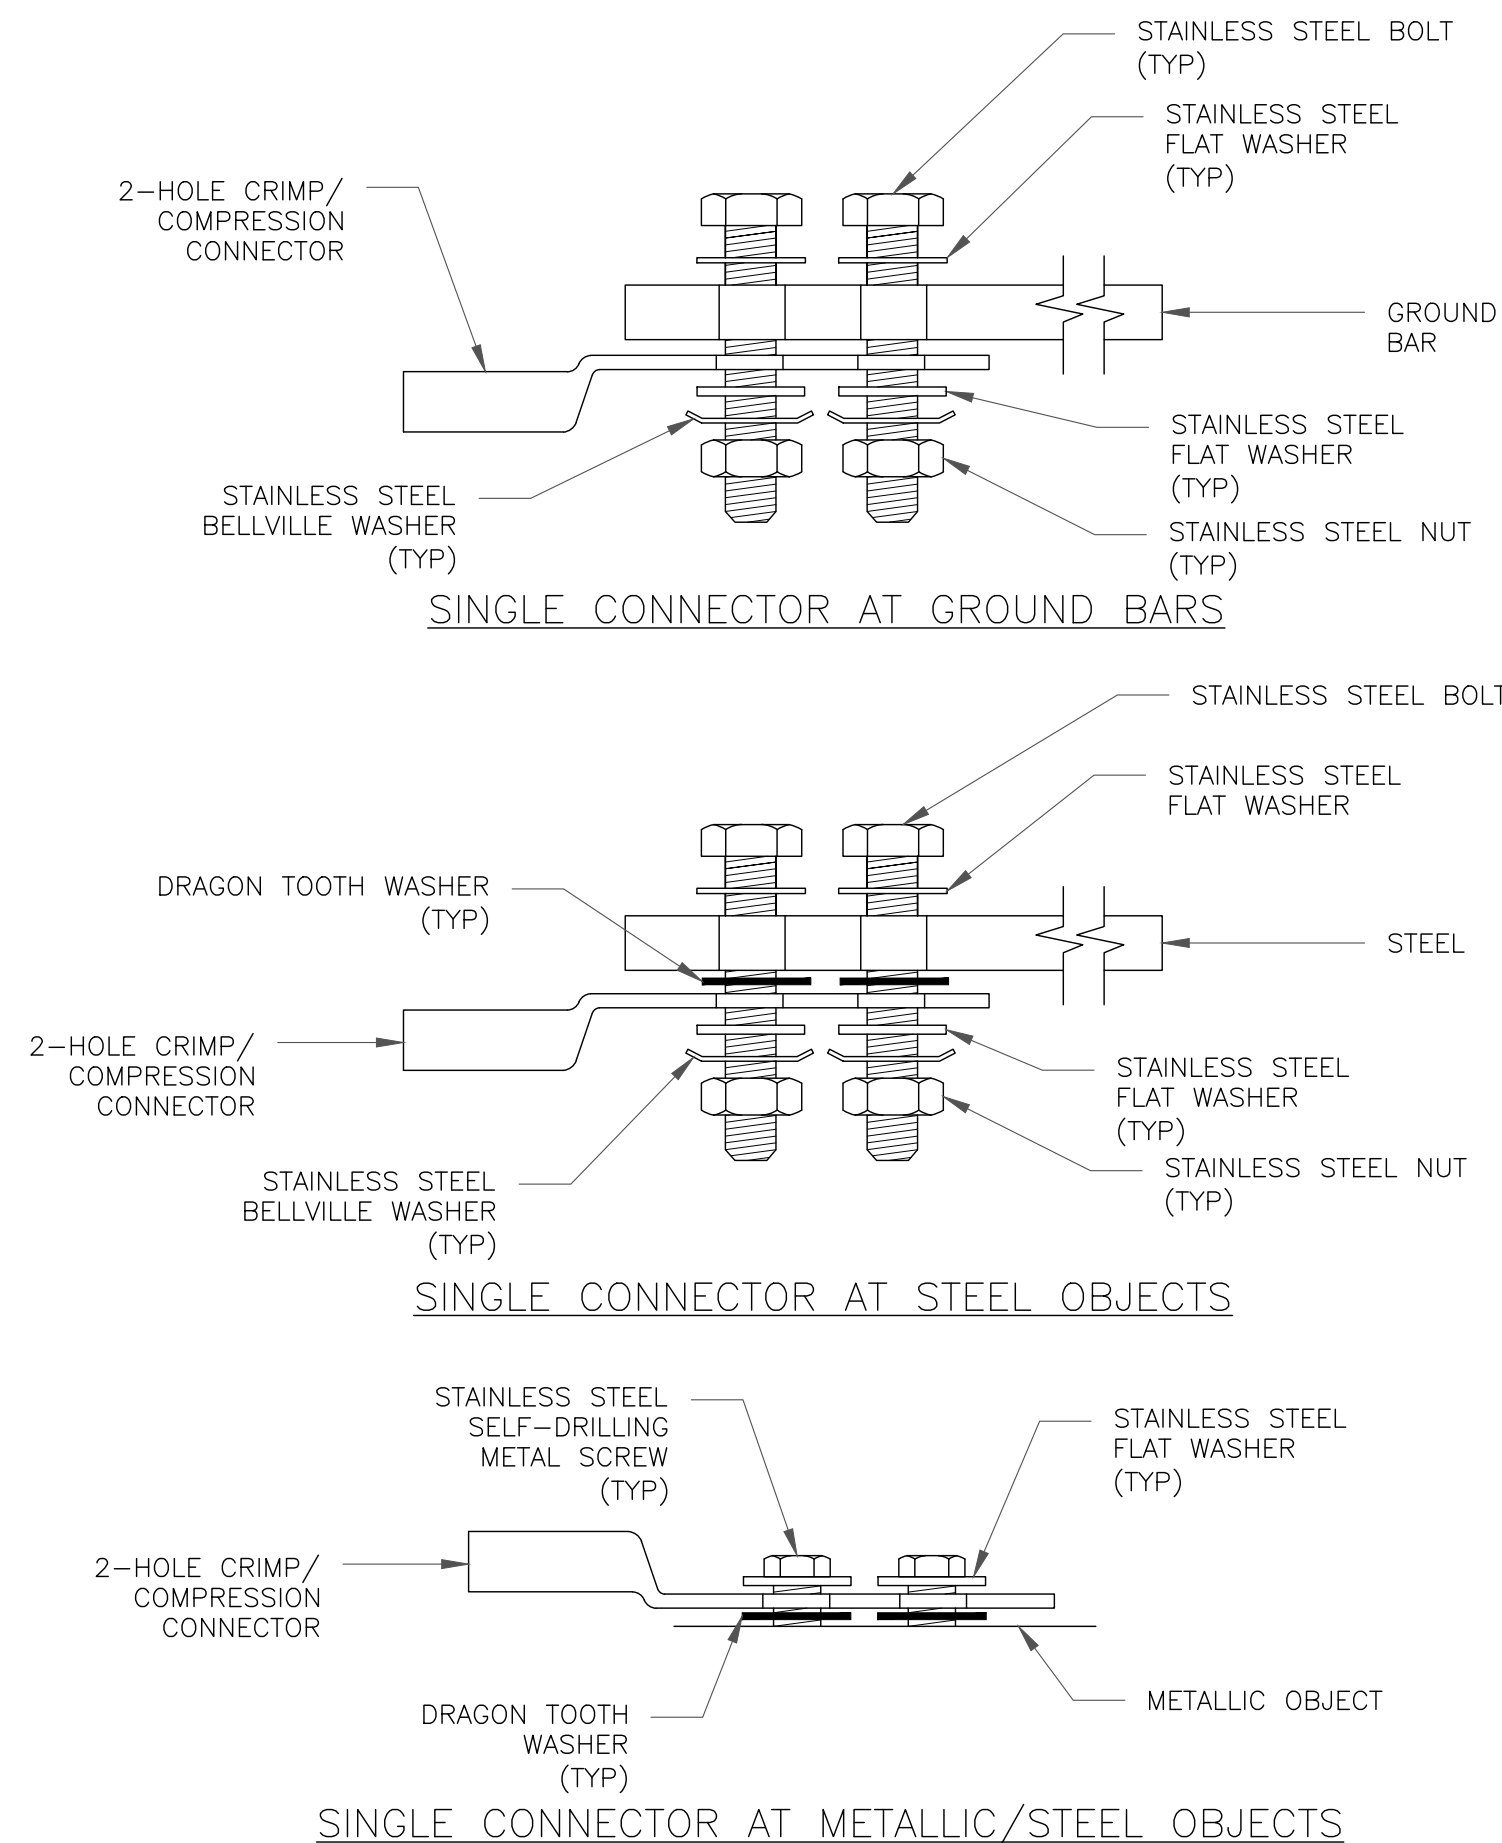 STAINLESS STEEL BOLT
(TYP)
STAINLESS STEEL
FLAT WASHER
(TYP)
2-HOLE CRIMP/
COMPRESSION
CONNECTOR
GROUND
BAR
STAINLESS STEEL
FLAT WASHER
(TYP)
STAINLESS STEEL
BELLVILLE WASHER
(TYP)
STAINLESS STEEL NUT
(TYP)
SINGLE CONNECTOR AT GROUND BARS
STAINLESS STEEL BOLT
STAINLESS STEEL
FLAT WASHER
DRAGON TOOTH WASHER
(TYP)
STEEL
2-HOLE CRIMP/
COMPRESSION
CONNECTOR
STAINLESS STEEL
FLAT WASHER
(TYP)
STAINLESS STEEL NUT
(TYP)
STAINLESS STEEL
BELLVILLE WASHER
(TYP)
SINGLE CONNECTOR AT STEEL OBJECTS
STAINLESS STEEL
SELF-DRILLING
METAL SCREW
(TYP)
STAINLESS STEEL
FLAT WASHER
(TYP)
2-HOLE CRIMP/
COMPRESSION
CONNECTOR
METALLIC OBJECT
DRAGON TOOTH
WASHER
(TYP)
SINGLE CONNECTOR AT METALLIC/STEEL OBJECTS